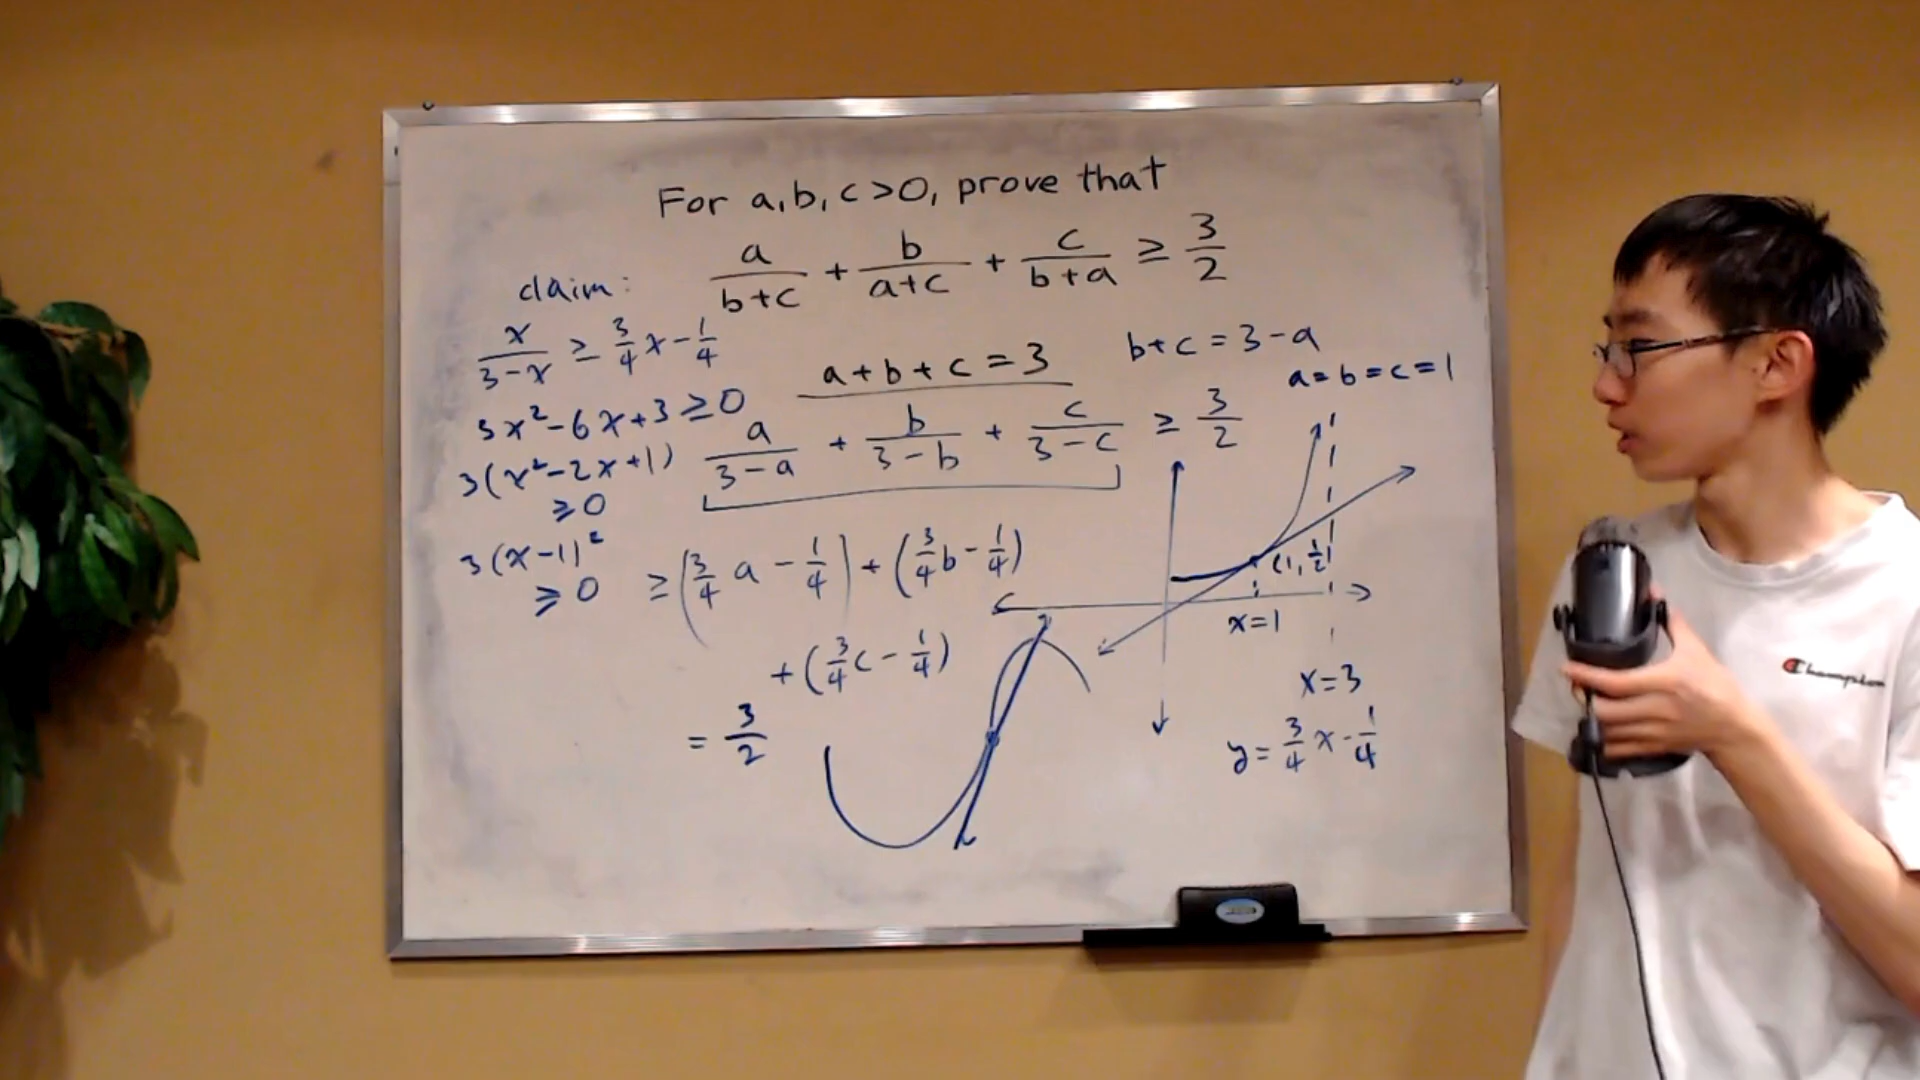 For a,b,c>0, prove that
a/(b+c) + b/(a+c) + c/(b+a) ≥ 3/2
claim:
x/(3-x) ≥ 3/4 x - 1/4
3x²-6x+3≥0
3(x²-2x+1)
≥0
3(x-1)²
≥0
a+b+c=3
b+c=3-a
a=b=c=1
a/(3-a) + b/(3-b) + c/(3-c) ≥ 3/2
≥(3/4 a - 1/4) + (3/4 b - 1/4)
+ (3/4 c - 1/4)
= 3/2
(1, 1/2)
x=1
x=3
y= 3/4 x - 1/4
Champion